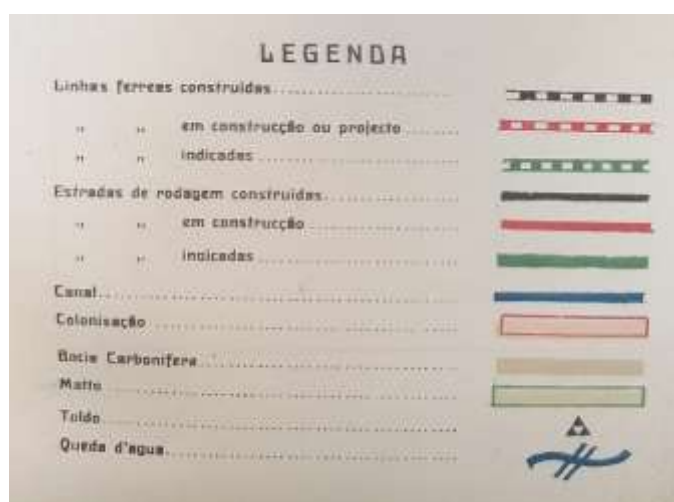 LEGENDA
Linhas ferreas construidas
" " em construcção ou projecto
" " indicadas
Estradas de rodagem construidas
" " em construcção
" " indicadas
Canal
Colonisação
Bacia Carbonifera
Matto
Toldo
Queda d'agua